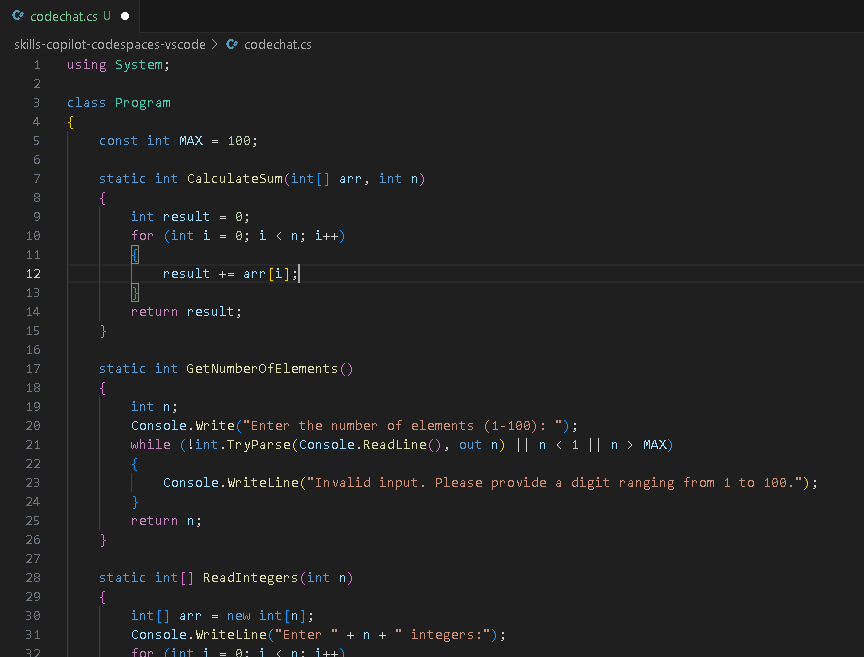 codechat.cs U
skills-copilot-codespaces-vscode > codechat.cs
1 using System;
2
3 class Program
4 {
5 const int MAX = 100;
6
7 static int CalculateSum(int[] arr, int n)
8 {
9 int result = 0;
10 for (int i = 0; i < n; i++)
11 {
12 result += arr[i];
13 }
14 return result;
15 }
16
17 static int GetNumberOfElements()
18 {
19 int n;
20 Console.Write("Enter the number of elements (1-100): ");
21 while (!int.TryParse(Console.ReadLine(), out n) || n < 1 || n > MAX)
22 {
23 Console.WriteLine("Invalid input. Please provide a digit ranging from 1 to 100.");
24 }
25 return n;
26 }
27
28 static int[] ReadIntegers(int n)
29 {
30 int[] arr = new int[n];
31 Console.WriteLine("Enter " + n + " integers:");
32 for (int i = 0; i < n; i++)